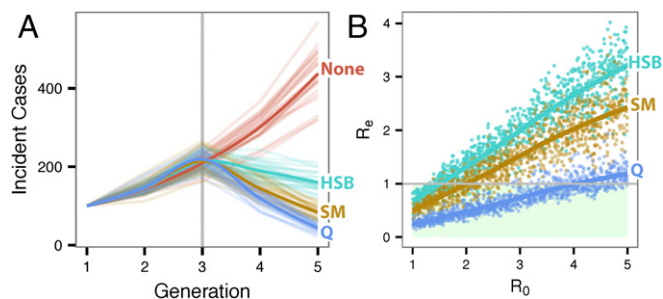 A
Incident Cases
400
200
0
None
HSB
SM
Q
1 2 3 4 5
Generation
B
Re
4
3
2
1
0
HSB
SM
Q
1 2 3 4 5
R0